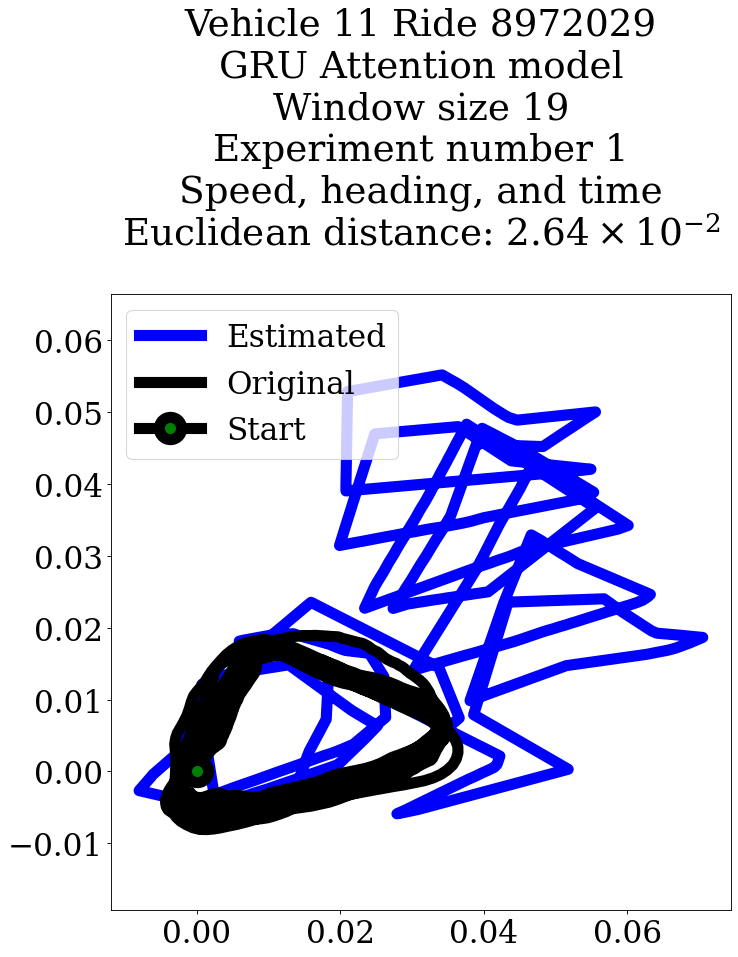 Vehicle 11 Ride 8972029
GRU Attention model
Window size 19
Experiment number 1
Speed, heading, and time
Euclidean distance: 2.64 × 10⁻²
Estimated
Original
Start
0.06
0.05
0.04
0.03
0.02
0.01
0.00
−0.01
0.00 0.02 0.04 0.06